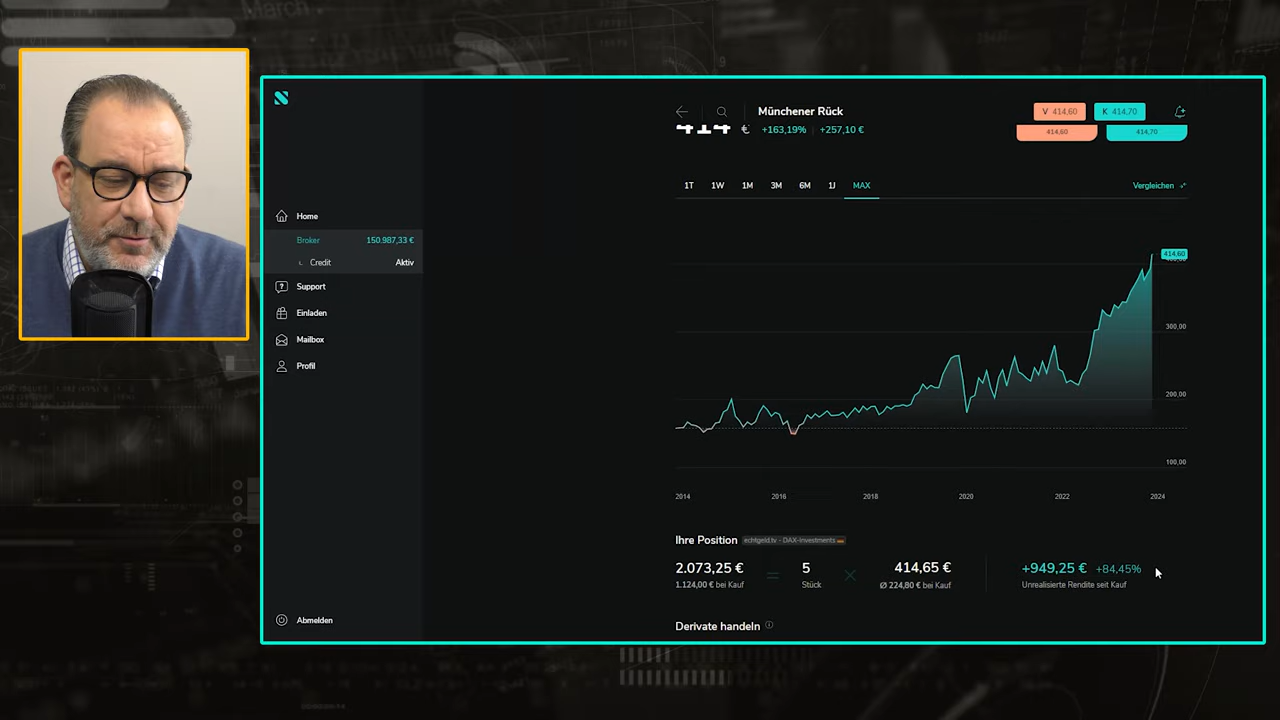 March
Münchener Rück
V 414,60
K 414,70
414 €
+163,19%
+257,10 €
414,60
414,70
1T
1W
1M
3M
6M
1J
MAX
Vergleichen
Home
Broker 150.987,33 €
Credit Aktiv
Support
Einladen
Mailbox
Profil
Abmelden
414,60
300,00
200,00
100,00
2014 2016 2018 2020 2022 2024
Ihre Position echtgeld.tv - DAX-Investments
2.073,25 € = 5 × 414,65 € +949,25 € +84,45%
1.124,00 € bei Kauf Stück Ø 224,80 € bei Kauf Unrealisierte Rendite seit Kauf
Derivate handeln